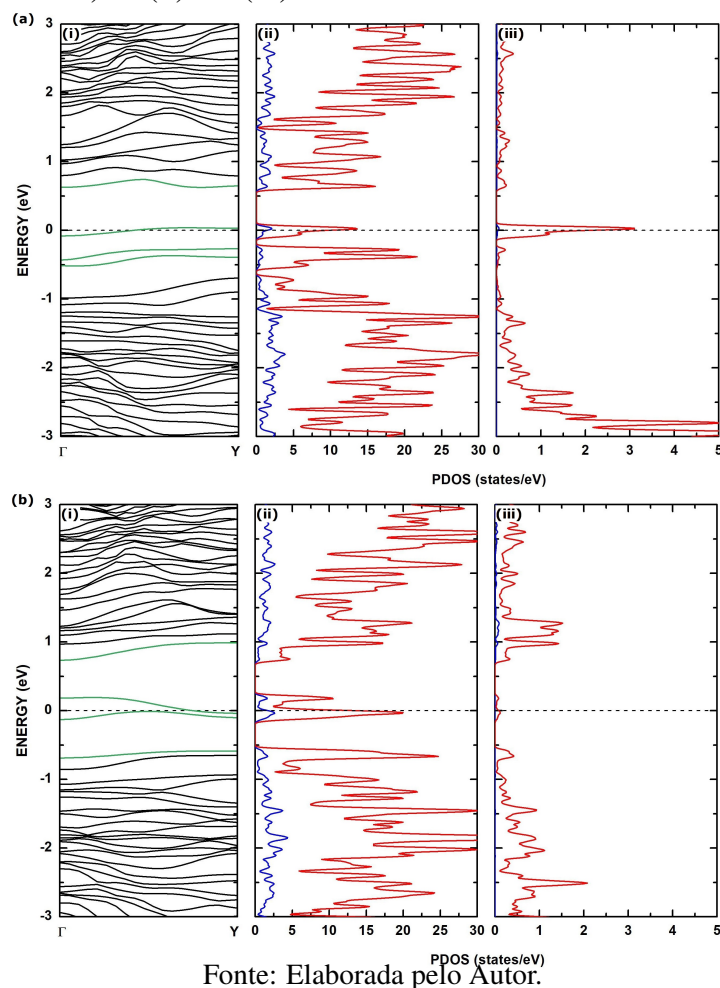 (a)
(i)
(ii)
(iii)
3
2
1
0
-1
-2
-3
ENERGY (eV)
Γ
Y
0 5 10 15 20 25 30
0 1 2 3 4 5
PDOS (states/eV)
(b)
(i)
(ii)
(iii)
3
2
1
0
-1
-2
-3
ENERGY (eV)
Γ
Y
0 5 10 15 20 25 30
0 1 2 3 4 5
PDOS (states/eV)
Fonte: Elaborada pelo Autor.